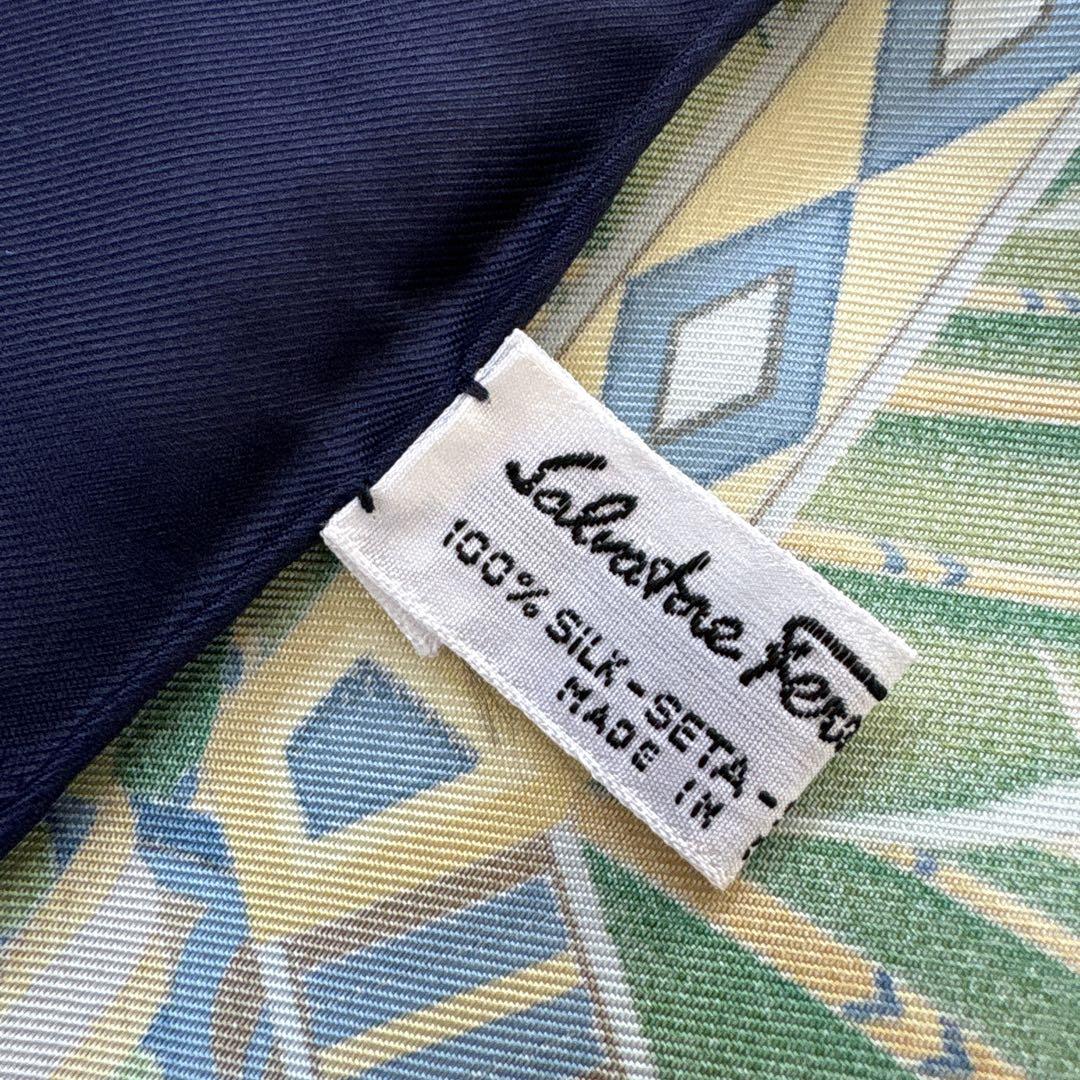 Salvatore Fer
100% SILK-SETA-
MADE IN